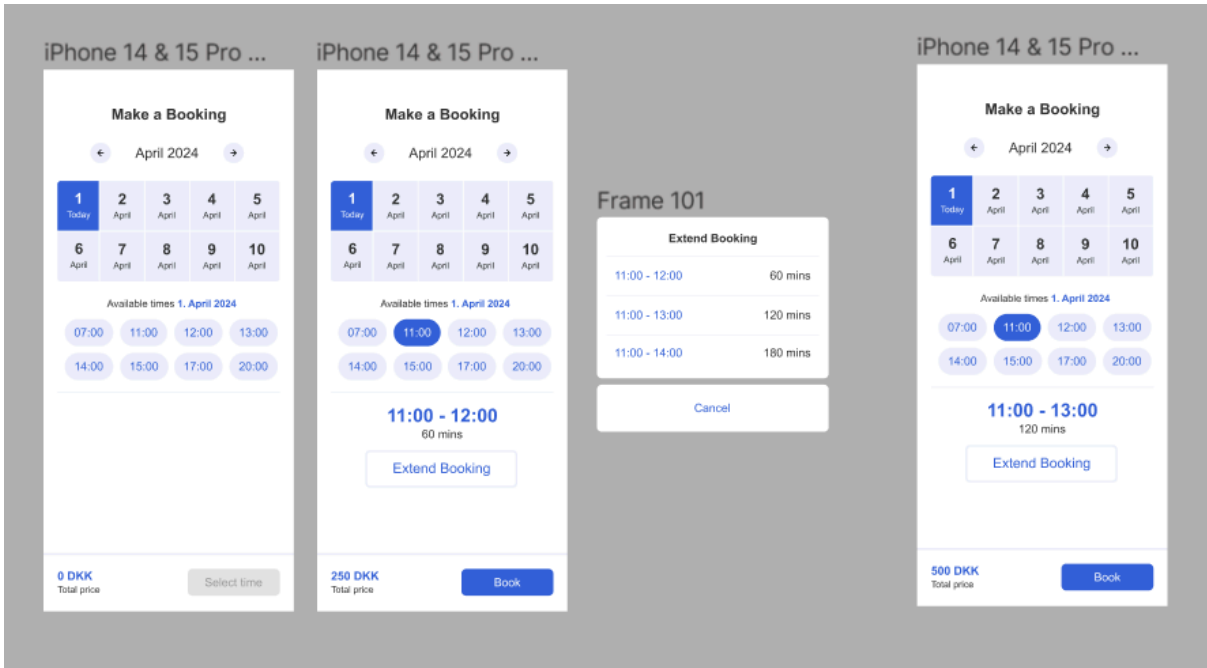 iPhone 14 & 15 Pro ...
Make a Booking
← April 2024 →
1 2 3 4 5
Today April April April April
6 7 8 9 10
April April April April April
Available times 1. April 2024
07:00 11:00 12:00 13:00
14:00 15:00 17:00 20:00
0 DKK
Total price
Select time
iPhone 14 & 15 Pro ...
Make a Booking
← April 2024 →
1 2 3 4 5
Today April April April April
6 7 8 9 10
April April April April April
Available times 1. April 2024
07:00 11:00 12:00 13:00
14:00 15:00 17:00 20:00
11:00 - 12:00
60 mins
Extend Booking
250 DKK
Total price
Book
Frame 101
Extend Booking
11:00 - 12:00 60 mins
11:00 - 13:00 120 mins
11:00 - 14:00 180 mins
Cancel
iPhone 14 & 15 Pro ...
Make a Booking
← April 2024 →
1 2 3 4 5
Today April April April April
6 7 8 9 10
April April April April April
Available times 1. April 2024
07:00 11:00 12:00 13:00
14:00 15:00 17:00 20:00
11:00 - 13:00
120 mins
Extend Booking
500 DKK
Total price
Book